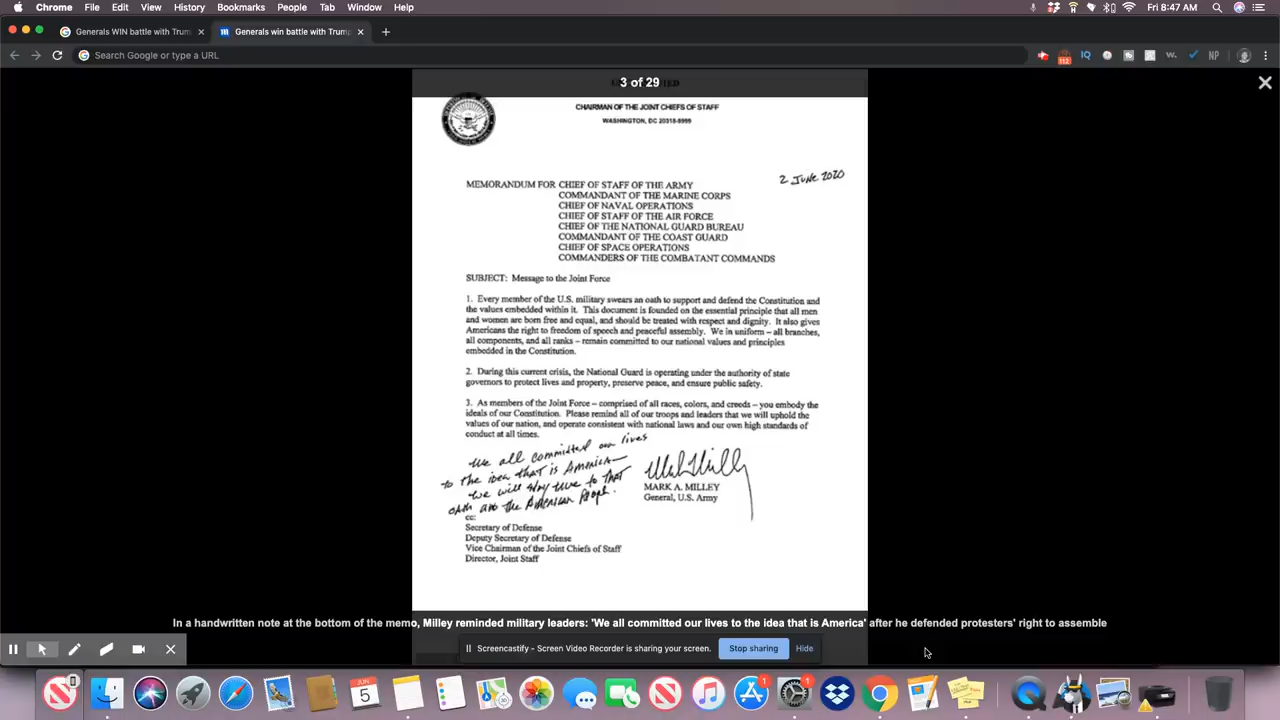 Chrome File Edit View History Bookmarks People Tab Window Help Fri 8:47 AM
Generals WIN battle with Trum Generals win battle with Trump
Search Google or type a URL 112 IQ w. NP
3 of 29
CHAIRMAN OF THE JOINT CHIEFS OF STAFF
WASHINGTON, DC 20318-9999
2 June 2020
MEMORANDUM FOR CHIEF OF STAFF OF THE ARMY
COMMANDANT OF THE MARINE CORPS
CHIEF OF NAVAL OPERATIONS
CHIEF OF STAFF OF THE AIR FORCE
CHIEF OF THE NATIONAL GUARD BUREAU
COMMANDANT OF THE COAST GUARD
CHIEF OF SPACE OPERATIONS
COMMANDERS OF THE COMBATANT COMMANDS
SUBJECT: Message to the Joint Force
1. Every member of the U.S. military swears an oath to support and defend the Constitution and
the values embedded within it. This document is founded on the essential principle that all men
and women are born free and equal, and should be treated with respect and dignity. It also gives
Americans the right to freedom of speech and peaceful assembly. We in uniform – all branches,
all components, and all ranks – remain committed to our national values and principles
embedded in the Constitution.
2. During this current crisis, the National Guard is operating under the authority of state
governors to protect lives and property, preserve peace, and ensure public safety.
3. As members of the Joint Force – comprised of all races, colors, and creeds – you embody the
ideals of our Constitution. Please remind all of our troops and leaders that we will uphold the
values of our nation, and operate consistent with national laws and our own high standards of
conduct at all times.
We all committed our lives
to the idea that is America –
we will stay true to that
oath and the American People.
MARK A. MILLEY
General, U.S. Army
cc:
Secretary of Defense
Deputy Secretary of Defense
Vice Chairman of the Joint Chiefs of Staff
Director, Joint Staff
In a handwritten note at the bottom of the memo, Milley reminded military leaders: 'We all committed our lives to the idea that is America' after he defended protesters' right to assemble
Screencastify - Screen Video Recorder is sharing your screen. Stop sharing Hide
JUN
5
1 1